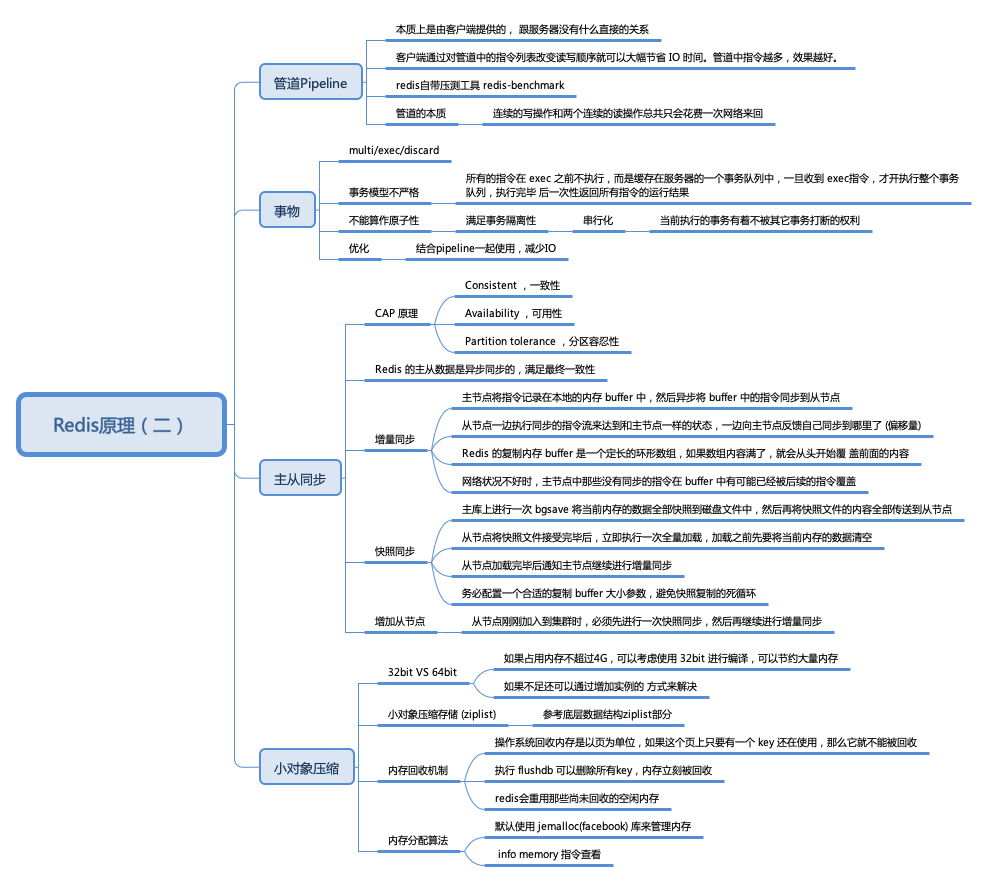 Redis原理（二）
管道Pipeline
本质上是由客户端提供的， 跟服务器没有什么直接的关系
客户端通过对管道中的指令列表改变读写顺序就可以大幅节省 IO 时间。管道中指令越多，效果越好。
redis自带压测工具 redis-benchmark
管道的本质
连续的写操作和两个连续的读操作总共只会花费一次网络来回
事物
multi/exec/discard
事务模型不严格
所有的指令在 exec 之前不执行，而是缓存在服务器的一个事务队列中，一旦收到 exec指令，才开执行整个事务
队列，执行完毕 后一次性返回所有指令的运行结果
不能算作原子性
满足事务隔离性
串行化
当前执行的事务有着不被其它事务打断的权利
优化
结合pipeline一起使用，减少IO
主从同步
CAP 原理
Consistent ，一致性
Availability ，可用性
Partition tolerance ，分区容忍性
Redis 的主从数据是异步同步的，满足最终一致性
增量同步
主节点将指令记录在本地的内存 buffer 中，然后异步将 buffer 中的指令同步到从节点
从节点一边执行同步的指令流来达到和主节点一样的状态，一边向主节点反馈自己同步到哪里了 (偏移量)
Redis 的复制内存 buffer 是一个定长的环形数组，如果数组内容满了，就会从头开始覆 盖前面的内容
网络状况不好时，主节点中那些没有同步的指令在 buffer 中有可能已经被后续的指令覆盖
快照同步
主库上进行一次 bgsave 将当前内存的数据全部快照到磁盘文件中，然后再将快照文件的内容全部传送到从节点
从节点将快照文件接受完毕后，立即执行一次全量加载，加载之前先要将当前内存的数据清空
从节点加载完毕后通知主节点继续进行增量同步
务必配置一个合适的复制 buffer 大小参数，避免快照复制的死循环
增加从节点
从节点刚刚加入到集群时，必须先进行一次快照同步，然后再继续进行增量同步
小对象压缩
32bit VS 64bit
如果占用内存不超过4G，可以考虑使用 32bit 进行编译，可以节约大量内存
如果不足还可以通过增加实例的 方式来解决
小对象压缩存储 (ziplist)
参考底层数据结构ziplist部分
内存回收机制
操作系统回收内存是以页为单位，如果这个页上只要有一个 key 还在使用，那么它就不能被回收
执行 flushdb 可以删除所有key，内存立刻被回收
redis会重用那些尚未回收的空闲内存
内存分配算法
默认使用 jemalloc(facebook) 库来管理内存
info memory 指令查看